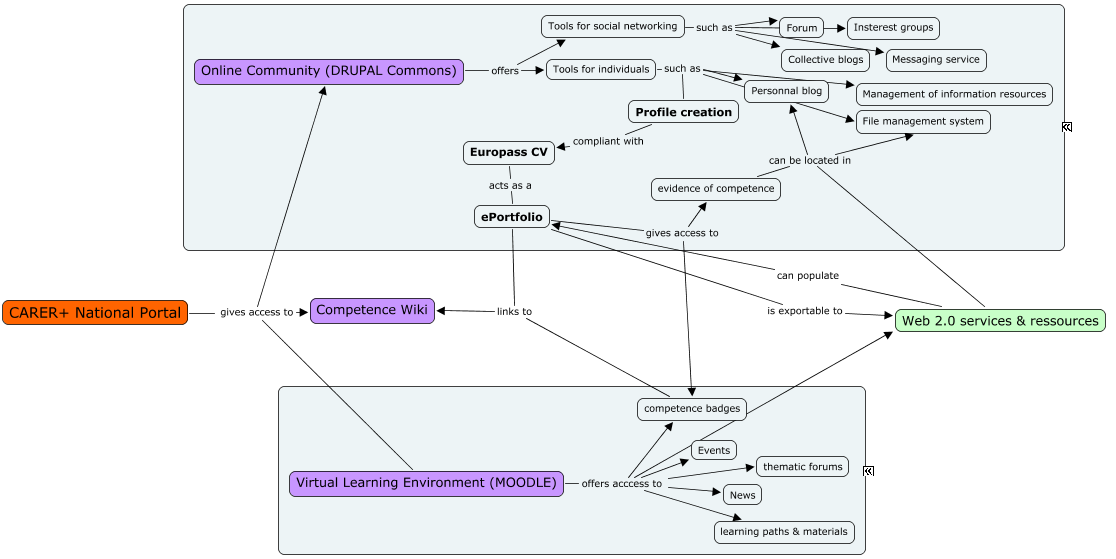 Tools for social networking
such as
Forum
Insterest groups
Collective blogs
Messaging service
Online Community (DRUPAL Commons)
offers
Tools for individuals
such as
Personnal blog
Management of information resources
Profile creation
File management system
compliant with
Europass CV
can be located in
acts as a
evidence of competence
ePortfolio
gives access to
can populate
CARER+ National Portal
gives access to
Competence Wiki
links to
is exportable to
Web 2.0 services & ressources
competence badges
Events
thematic forums
Virtual Learning Environment (MOODLE)
offers acccess to
News
learning paths & materials